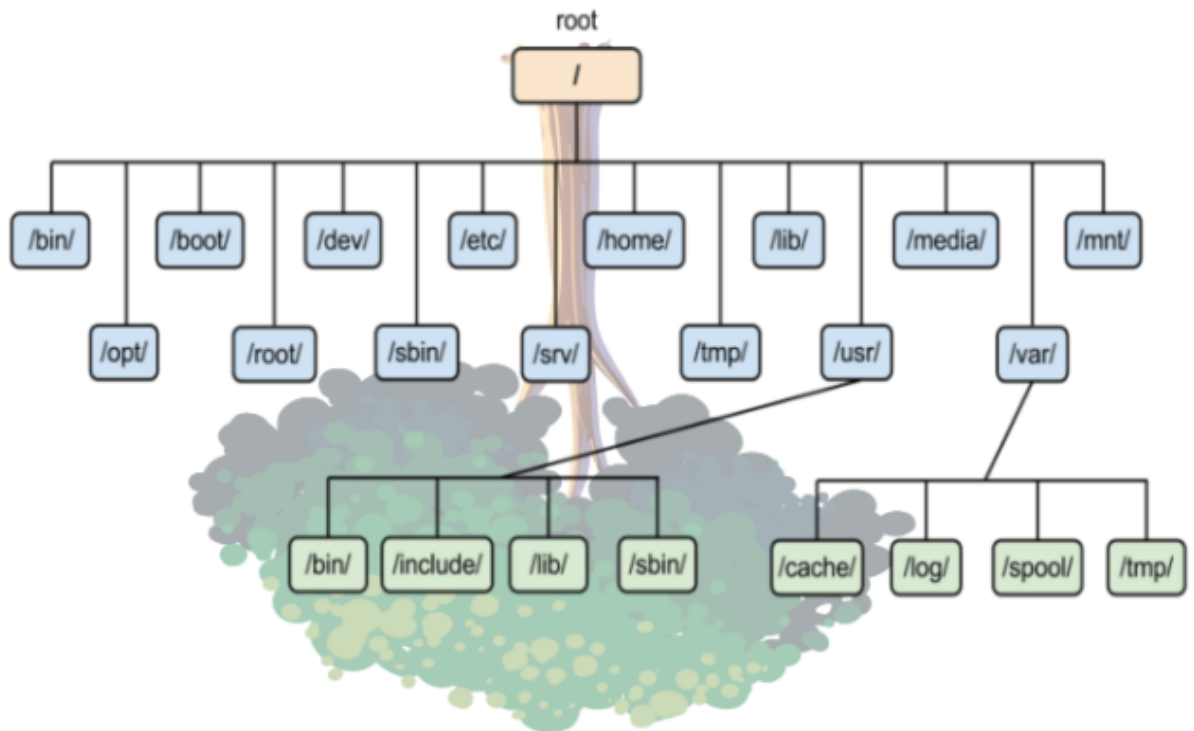 root
/
/bin/ /boot/ /dev/ /etc/ /home/ /lib/ /media/ /mnt/
/opt/ /root/ /sbin/ /srv/ /tmp/ /usr/ /var/
/bin/ /include/ /lib/ /sbin/ /cache/ /log/ /spool/ /tmp/